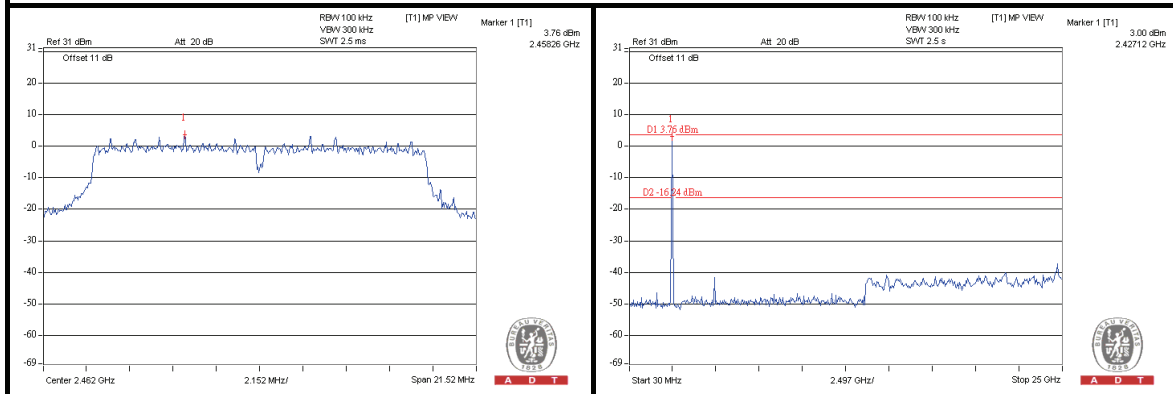 RBW 100 kHz
VBW 300 kHz
SWT 2.5 ms
[T1] MP VIEW
Marker 1 [T1]
3.76 dBm
2.45826 GHz
Ref 31 dBm
Att 20 dB
31
Offset 11 dB
20
10
1
0
-10
-20
-30
-40
-50
-60
-69
Center 2.462 GHz
2.152 MHz/
Span 21.52 MHz
BUREAU VERITAS
1828
A D T
RBW 100 kHz
VBW 300 kHz
SWT 2.5 s
[T1] MP VIEW
Marker 1 [T1]
3.00 dBm
2.42712 GHz
Ref 31 dBm
Att 20 dB
31
Offset 11 dB
20
10
1
D1 3.76 dBm
0
-10
D2 -16.24 dBm
-20
-30
-40
-50
-60
-69
Start 30 MHz
2.497 GHz/
Stop 25 GHz
BUREAU VERITAS
1828
A D T